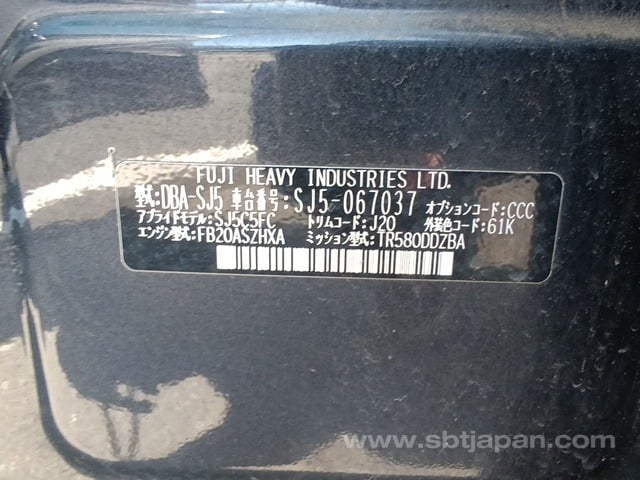 FUJI HEAVY INDUSTRIES LTD.
型式:DBA-SJ5 車台番号:SJ5-067037 オプションコード:CCC
アプライドモデル:SJ5C5FC トリムコード:J20 外装色コード:61K
エンジン型式:FB20ASZHXA ミッション型式:TR580DDZBA
www.sbtjapan.com